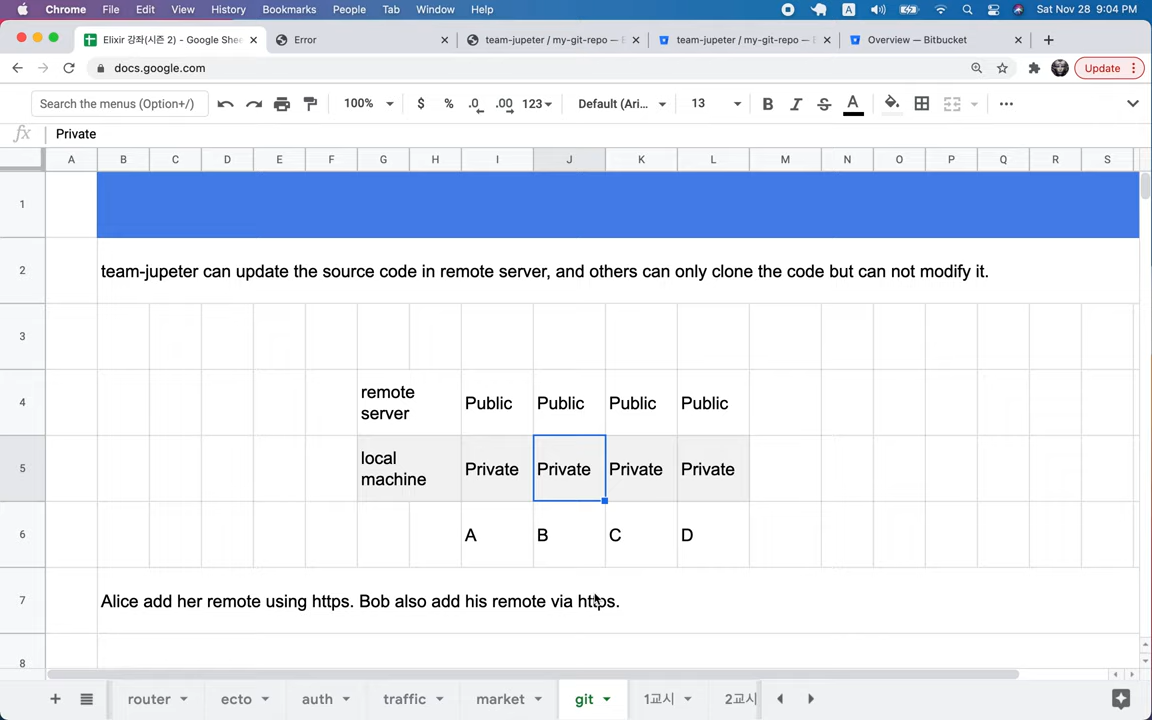 Chrome File Edit View History Bookmarks People Tab Window Help A Sat Nov 28 9:04 PM
Elixir 강좌(시즌 2) - Google Shee Error team-jupeter / my-git-repo — team-jupeter / my-git-repo — Overview — Bitbucket
docs.google.com Update
Search the menus (Option+/) 100% $ % .0 .00 123 Default (Ari... 13 B I S A
fx Private
A B C D E F G H I J K L M N O P Q R S
1
2 team-jupeter can update the source code in remote server, and others can only clone the code but can not modify it.
3
4 remote server Public Public Public Public
5 local machine Private Private Private Private
6 A B C D
7 Alice add her remote using https. Bob also add his remote via https.
8
router ecto auth traffic market git 1교시 2교시